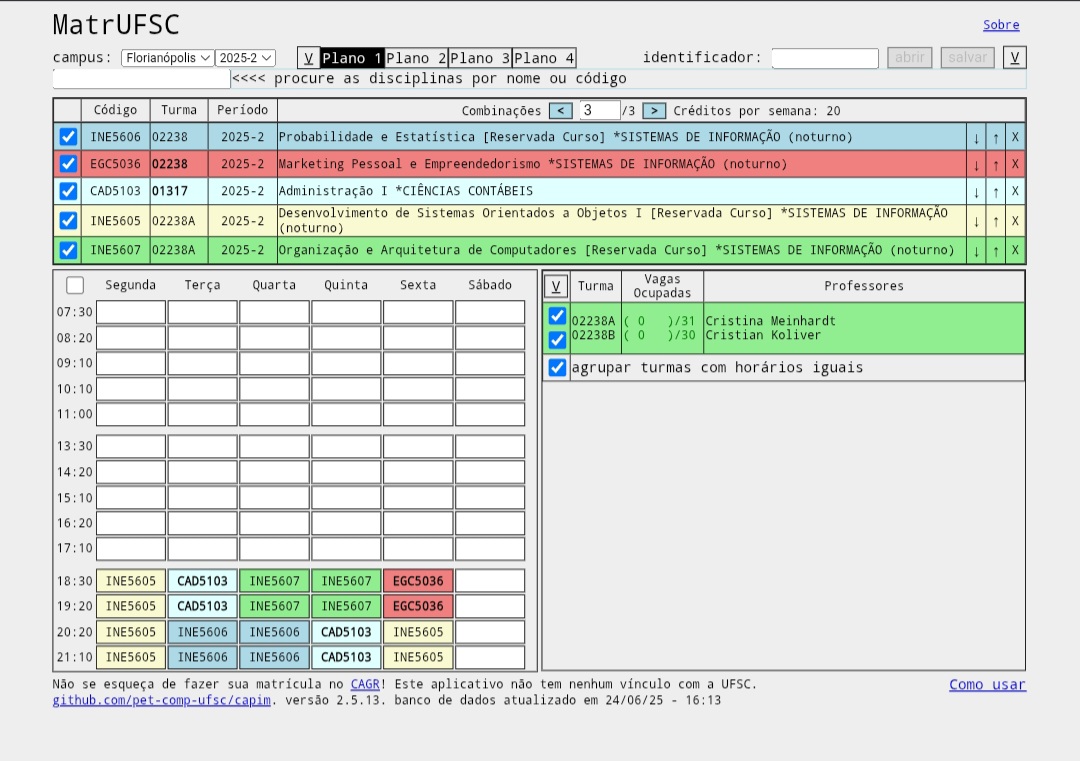 MatrUFSC
Sobre
campus: Florianópolis 2025-2 V Plano 1 Plano 2 Plano 3 Plano 4 identificador: abrir salvar V
<<<< procure as disciplinas por nome ou código
Código Turma Período Combinações < 3 /3 > Créditos por semana: 20
INE5606 02238 2025-2 Probabilidade e Estatística [Reservada Curso] *SISTEMAS DE INFORMAÇÃO (noturno) ↓ ↑ X
EGC5036 02238 2025-2 Marketing Pessoal e Empreendedorismo *SISTEMAS DE INFORMAÇÃO (noturno) ↓ ↑ X
CAD5103 01317 2025-2 Administração I *CIÊNCIAS CONTÁBEIS ↓ ↑ X
INE5605 02238A 2025-2 Desenvolvimento de Sistemas Orientados a Objetos I [Reservada Curso] *SISTEMAS DE INFORMAÇÃO
(noturno) ↓ ↑ X
INE5607 02238A 2025-2 Organização e Arquitetura de Computadores [Reservada Curso] *SISTEMAS DE INFORMAÇÃO (noturno) ↓ ↑ X
Segunda Terça Quarta Quinta Sexta Sábado
07:30
08:20
09:10
10:10
11:00
13:30
14:20
15:10
16:20
17:10
18:30 INE5605 CAD5103 INE5607 INE5607 EGC5036
19:20 INE5605 CAD5103 INE5607 INE5607 EGC5036
20:20 INE5605 INE5606 INE5606 CAD5103 INE5605
21:10 INE5605 INE5606 INE5606 CAD5103 INE5605
V Turma Vagas
Ocupadas Professores
02238A ( 0 )/31 Cristina Meinhardt
02238B ( 0 )/30 Cristian Koliver
agrupar turmas com horários iguais
Não se esqueça de fazer sua matrícula no CAGR! Este aplicativo não tem nenhum vínculo com a UFSC.
Como usar
github.com/pet-comp-ufsc/capim. versão 2.5.13. banco de dados atualizado em 24/06/25 - 16:13